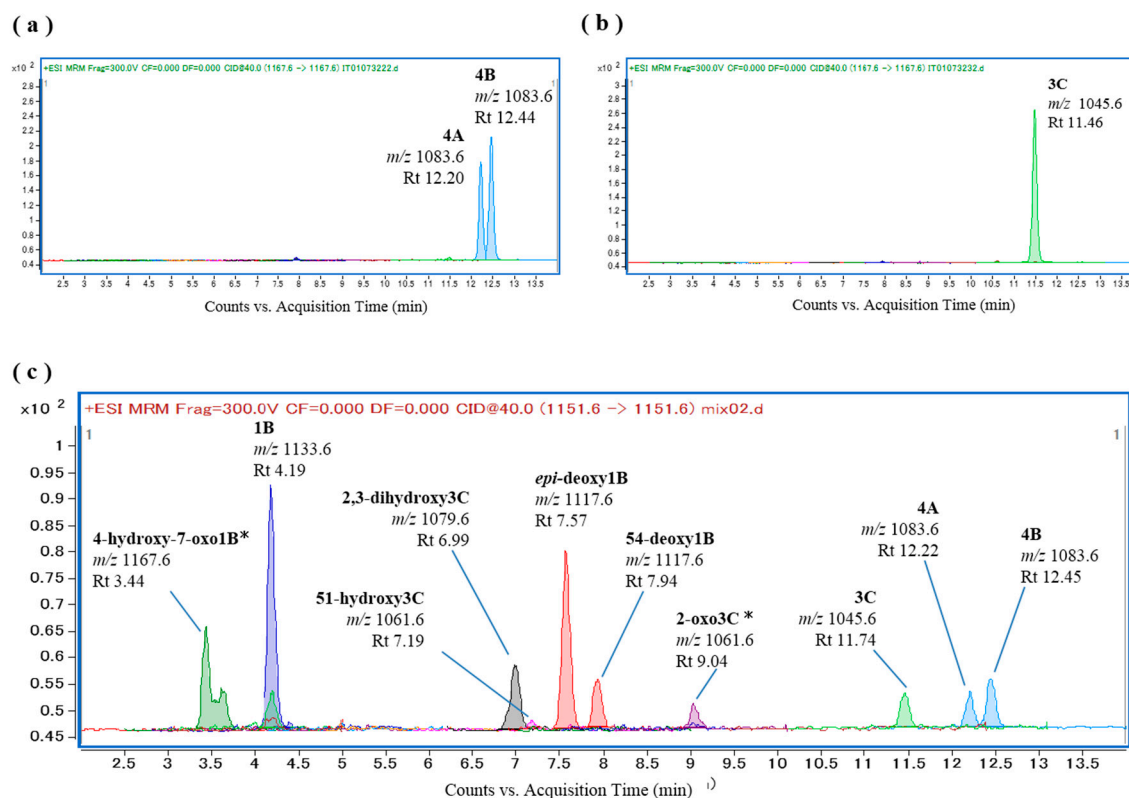 ( a )
( b )
+ESI MRM Frag=300.0V CF=0.000 DF=0.000 CID@40.0 (1167.6 -> 1167.6) IT01073222.d
x10 ²
1
2.8
2.6
2.4
2.2
2
1.8
1.6
1.4
1.2
1
0.8
0.6
0.4
4B
m/z 1083.6
Rt 12.44
4A
m/z 1083.6
Rt 12.20
2.5 3 3.5 4 4.5 5 5.5 6 6.5 7 7.5 8 8.5 9 9.5 10 10.5 11 11.5 12 12.5 13 13.5
Counts vs. Acquisition Time (min)
+ESI MRM Frag=300.0V CF=0.000 DF=0.000 CID@40.0 (1167.6 -> 1167.6) IT01073232.d
x10 ²
1
2.8
2.6
2.4
2.2
2
1.8
1.6
1.4
1.2
1
0.8
0.6
0.4
3C
m/z 1045.6
Rt 11.46
2.5 3 3.5 4 4.5 5 5.5 6 6.5 7 7.5 8 8.5 9 9.5 10 10.5 11 11.5 12 12.5 13 13.5
Counts vs. Acquisition Time (min)
( c )
+ESI MRM Frag=300.0V CF=0.000 DF=0.000 CID@40.0 (1151.6 -> 1151.6) mix02.d
x10 ²
1
1
1
0.95
0.9
0.85
0.8
0.75
0.7
0.65
0.6
0.55
0.5
0.45
4-hydroxy-7-oxo1B*
m/z 1167.6
Rt 3.44
1B
m/z 1133.6
Rt 4.19
2,3-dihydroxy3C
m/z 1079.6
Rt 6.99
51-hydroxy3C
m/z 1061.6
Rt 7.19
epi-deoxy1B
m/z 1117.6
Rt 7.57
54-deoxy1B
m/z 1117.6
Rt 7.94
2-oxo3C *
m/z 1061.6
Rt 9.04
3C
m/z 1045.6
Rt 11.74
4A
m/z 1083.6
Rt 12.22
4B
m/z 1083.6
Rt 12.45
2.5 3 3.5 4 4.5 5 5.5 6 6.5 7 7.5 8 8.5 9 9.5 10 10.5 11 11.5 12 12.5 13 13.5
Counts vs. Acquisition Time (min) ¹⁾